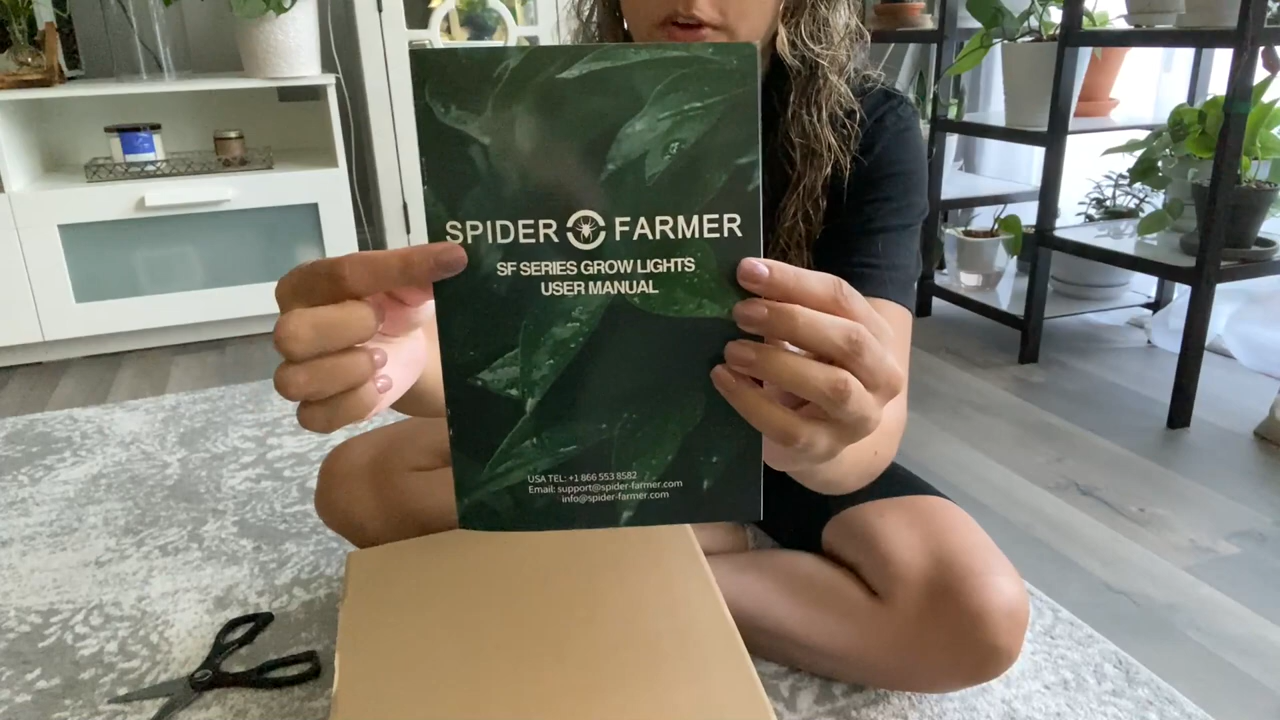 SPIDER FARMER
SF SERIES GROW LIGHTS
USER MANUAL
USA TEL: +1 866 553 8582
Email: support@spider-farmer.com
info@spider-farmer.com